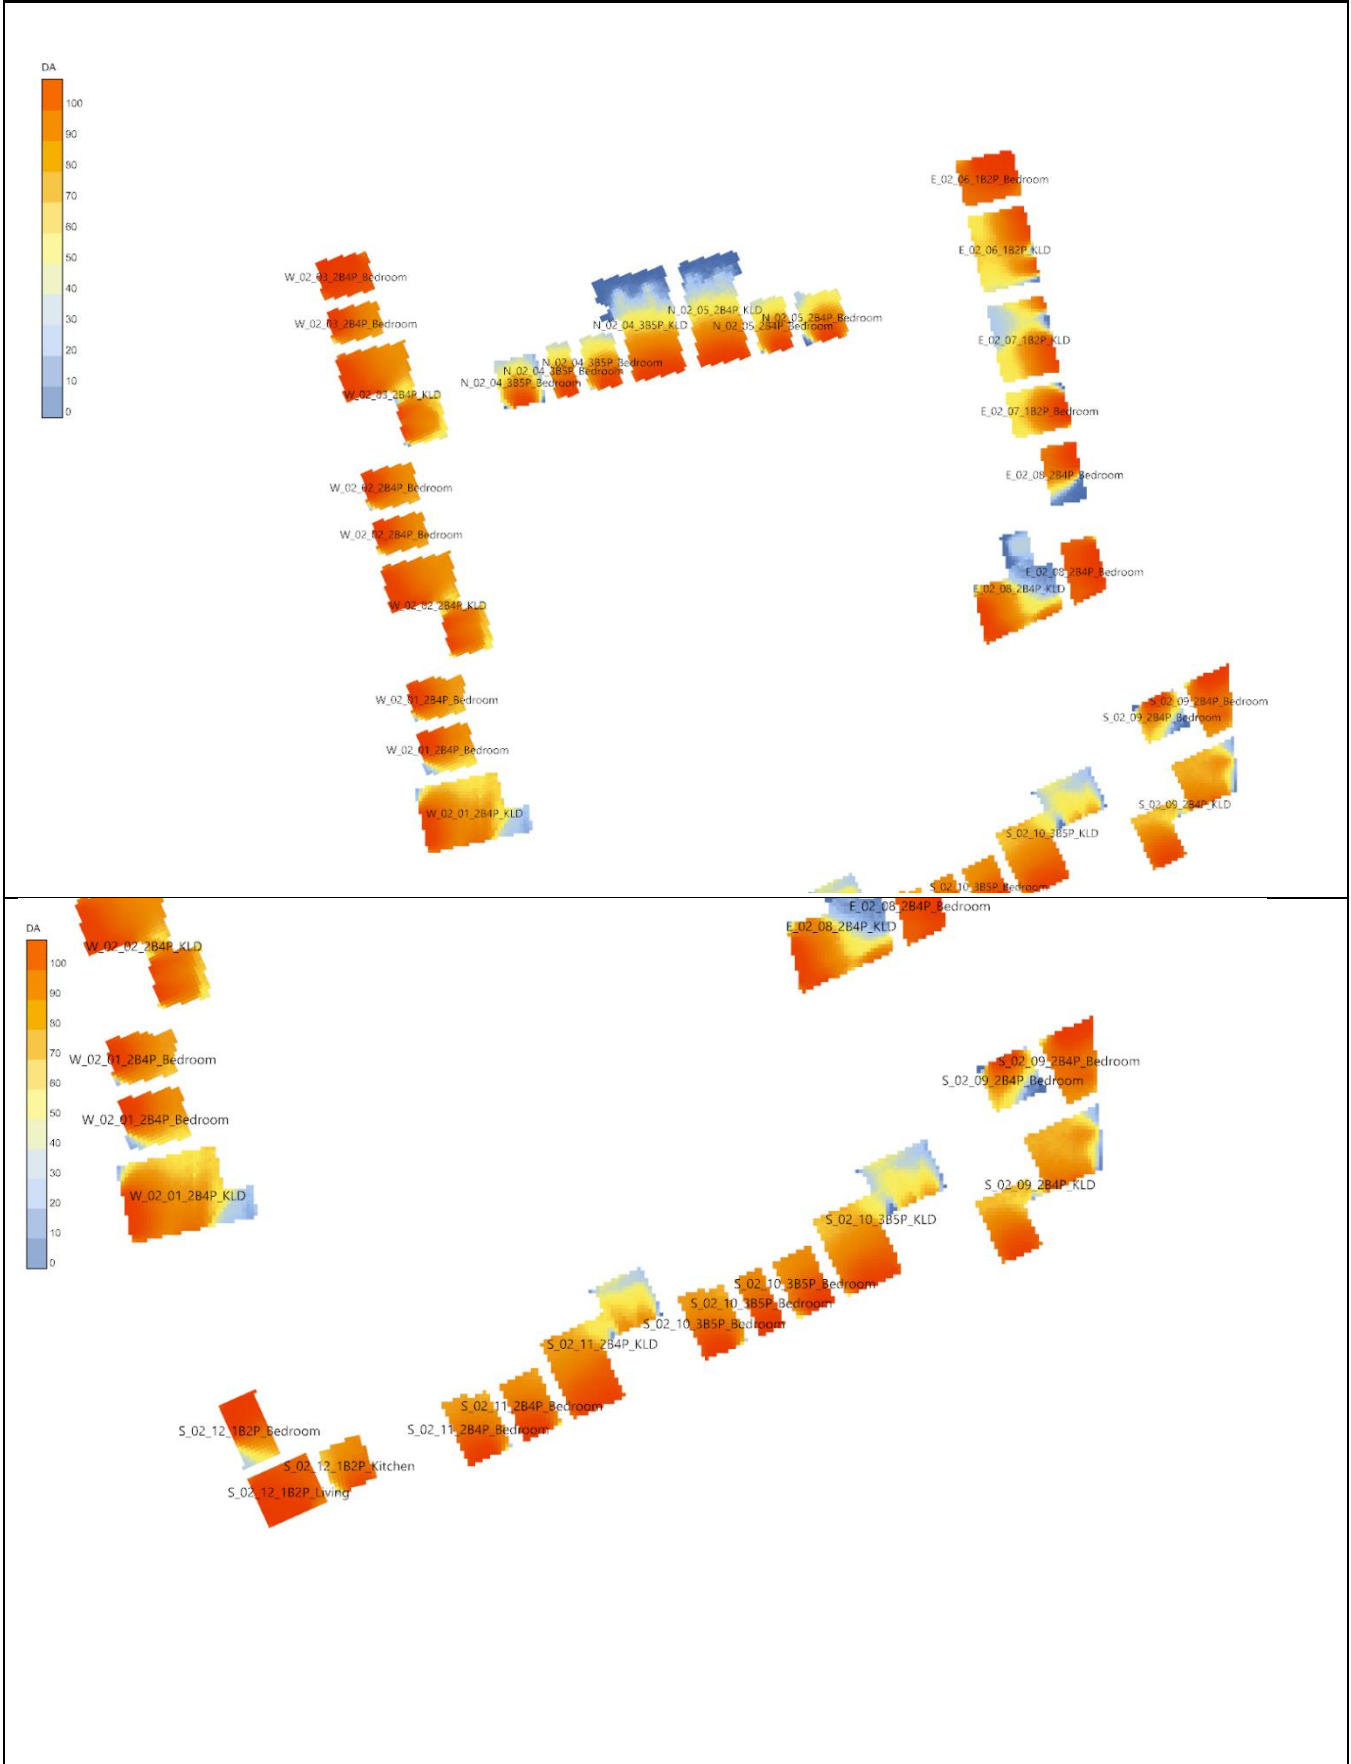 DA
100
90
80
70
60
50
40
30
20
10
0
E_02_06_1B2P_Bedroom
E_02_06_1B2P_KLD
W_02_03_2B4P_Bedroom
N_02_05_2B4P_KLD
N_02_05_2B4P_Bedroom
W_02_03_2B4P_Bedroom
N_02_04_3B5P_KLD
N_02_05_2B4P_Bedroom
E_02_07_1B2P_KLD
N_02_04_3B5P_Bedroom
N_02_04_3B5P_Bedroom
N_02_04_3B5P_Bedroom
W_02_03_2B4P_KLD
E_02_07_1B2P_Bedroom
E_02_08_2B4P_Bedroom
W_02_02_2B4P_Bedroom
W_02_02_2B4P_Bedroom
E_02_08_2B4P_Bedroom
E_02_08_2B4P_KLD
W_02_02_2B4P_KLD
W_02_01_2B4P_Bedroom
S_02_09_2B4P_Bedroom
S_02_09_2B4P_Bedroom
W_02_01_2B4P_Bedroom
S_02_09_2B4P_KLD
W_02_01_2B4P_KLD
S_02_10_3B5P_KLD
S_02_10_3B5P_Bedroom
DA
100
90
80
70
60
50
40
30
20
10
0
E_02_08_2B4P_Bedroom
E_02_08_2B4P_KLD
W_02_02_2B4P_KLD
W_02_01_2B4P_Bedroom
S_02_09_2B4P_Bedroom
S_02_09_2B4P_Bedroom
W_02_01_2B4P_Bedroom
S_02_09_2B4P_KLD
W_02_01_2B4P_KLD
S_02_10_3B5P_KLD
S_02_10_3B5P_Bedroom
S_02_10_3B5P_Bedroom
S_02_10_3B5P_Bedroom
S_02_11_2B4P_KLD
S_02_11_2B4P_Bedroom
S_02_11_2B4P_Bedroom
S_02_12_1B2P_Bedroom
S_02_12_1B2P_Kitchen
S_02_12_1B2P_Living